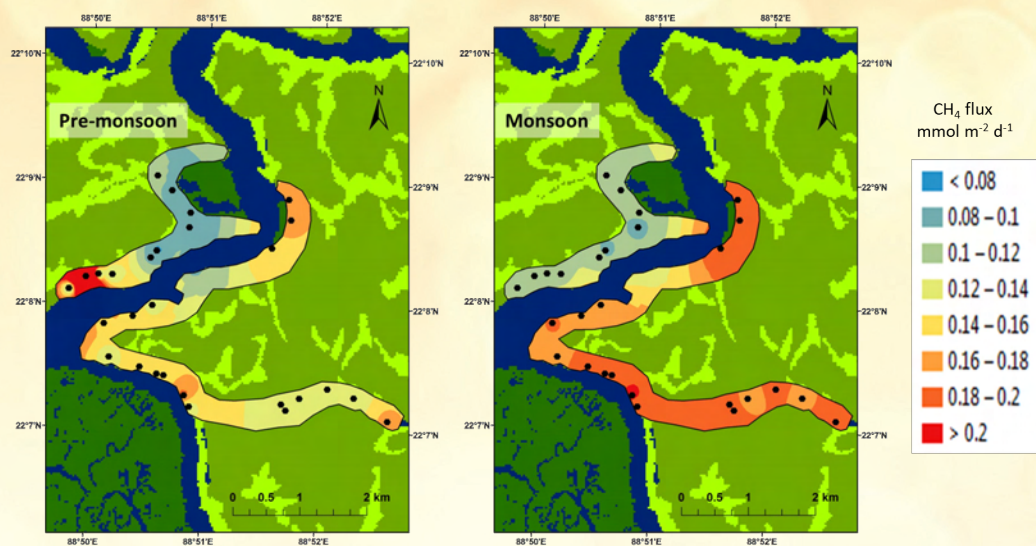 88°50'E 88°51'E 88°52'E
22°10'N 22°10'N
N
Pre-monsoon
22°9'N 22°9'N
22°8'N 22°8'N
22°7'N 22°7'N
0 0.5 1 2 km
88°50'E 88°51'E 88°52'E
88°50'E 88°51'E 88°52'E
22°10'N 22°10'N
N
Monsoon
22°9'N 22°9'N
22°8'N 22°8'N
22°7'N 22°7'N
0 0.5 1 2 km
88°50'E 88°51'E 88°52'E
CH₄ flux
mmol m⁻² d⁻¹
< 0.08
0.08 – 0.1
0.1 – 0.12
0.12 – 0.14
0.14 – 0.16
0.16 – 0.18
0.18 – 0.2
> 0.2